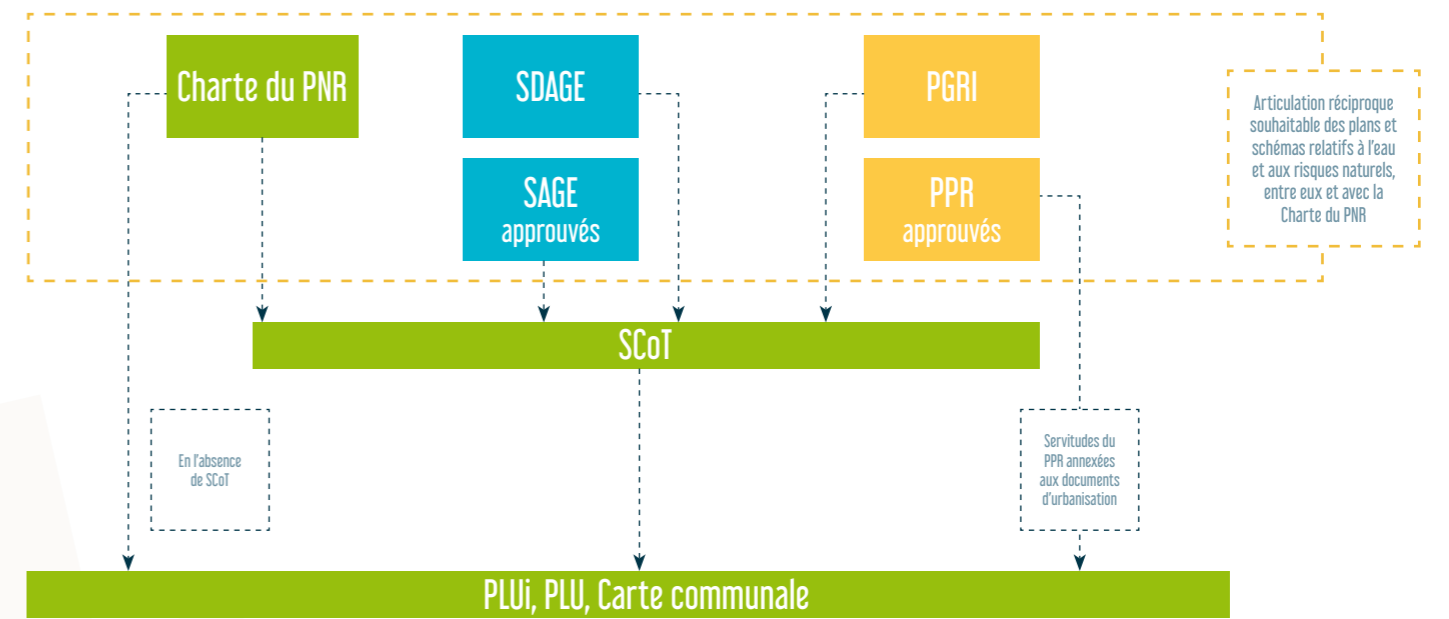 Charte du PNR
SDAGE
PGRI
SAGE
approuvés
PPR
approuvés
Articulation réciproque
souhaitable des plans et
schémas relatifs à l'eau
et aux risques naturels,
entre eux et avec la
Charte du PNR
SCoT
En l'absence
de SCoT
Servitudes du
PPR annexées
aux documents
d'urbanisation
PLUi, PLU, Carte communale